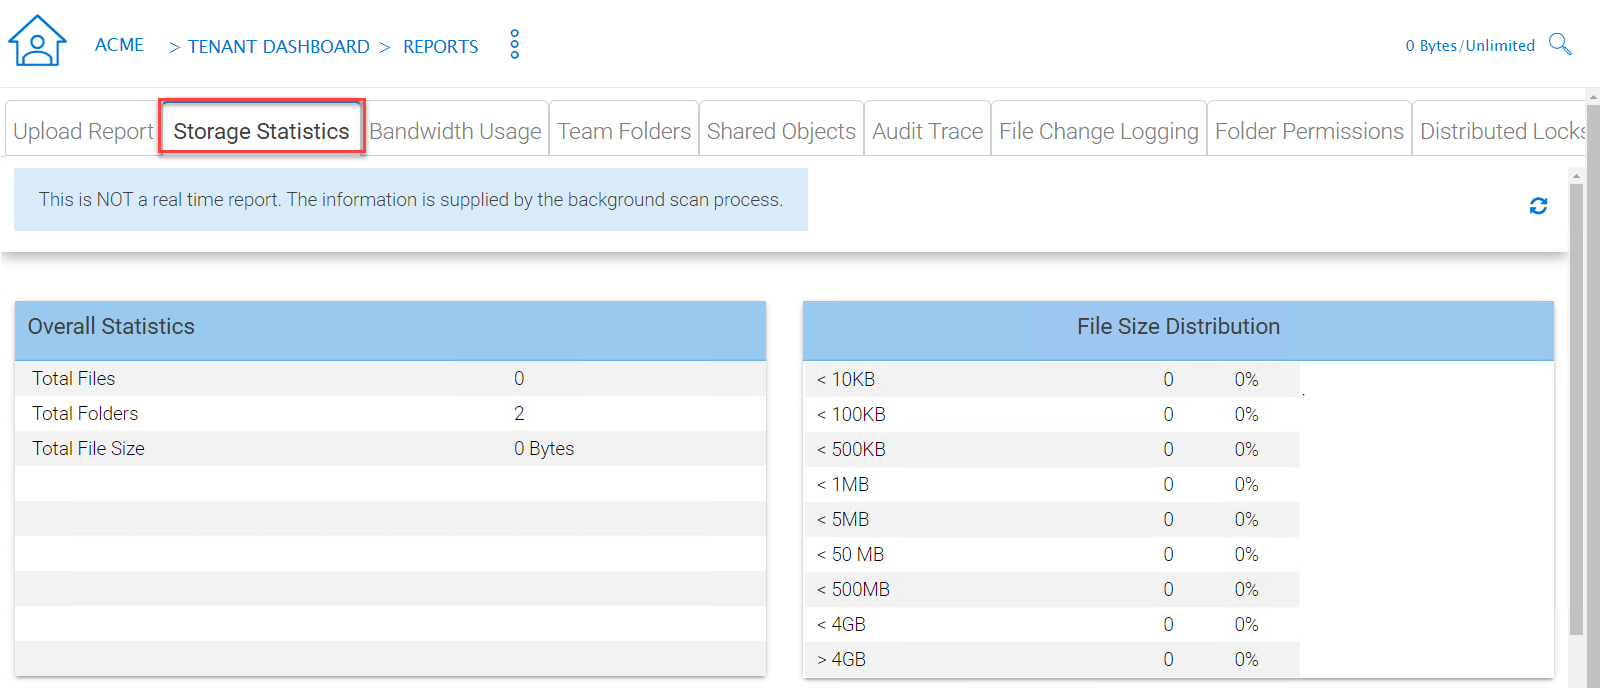 ACME > TENANT DASHBOARD > REPORTS
0 Bytes/Unlimited
Upload Report Storage Statistics Bandwidth Usage Team Folders Shared Objects Audit Trace File Change Logging Folder Permissions Distributed Locks
This is NOT a real time report. The information is supplied by the background scan process.
Overall Statistics
Total Files 0
Total Folders 2
Total File Size 0 Bytes
File Size Distribution
< 10KB 0 0% .
< 100KB 0 0%
< 500KB 0 0%
< 1MB 0 0%
< 5MB 0 0%
< 50 MB 0 0%
< 500MB 0 0%
< 4GB 0 0%
> 4GB 0 0%